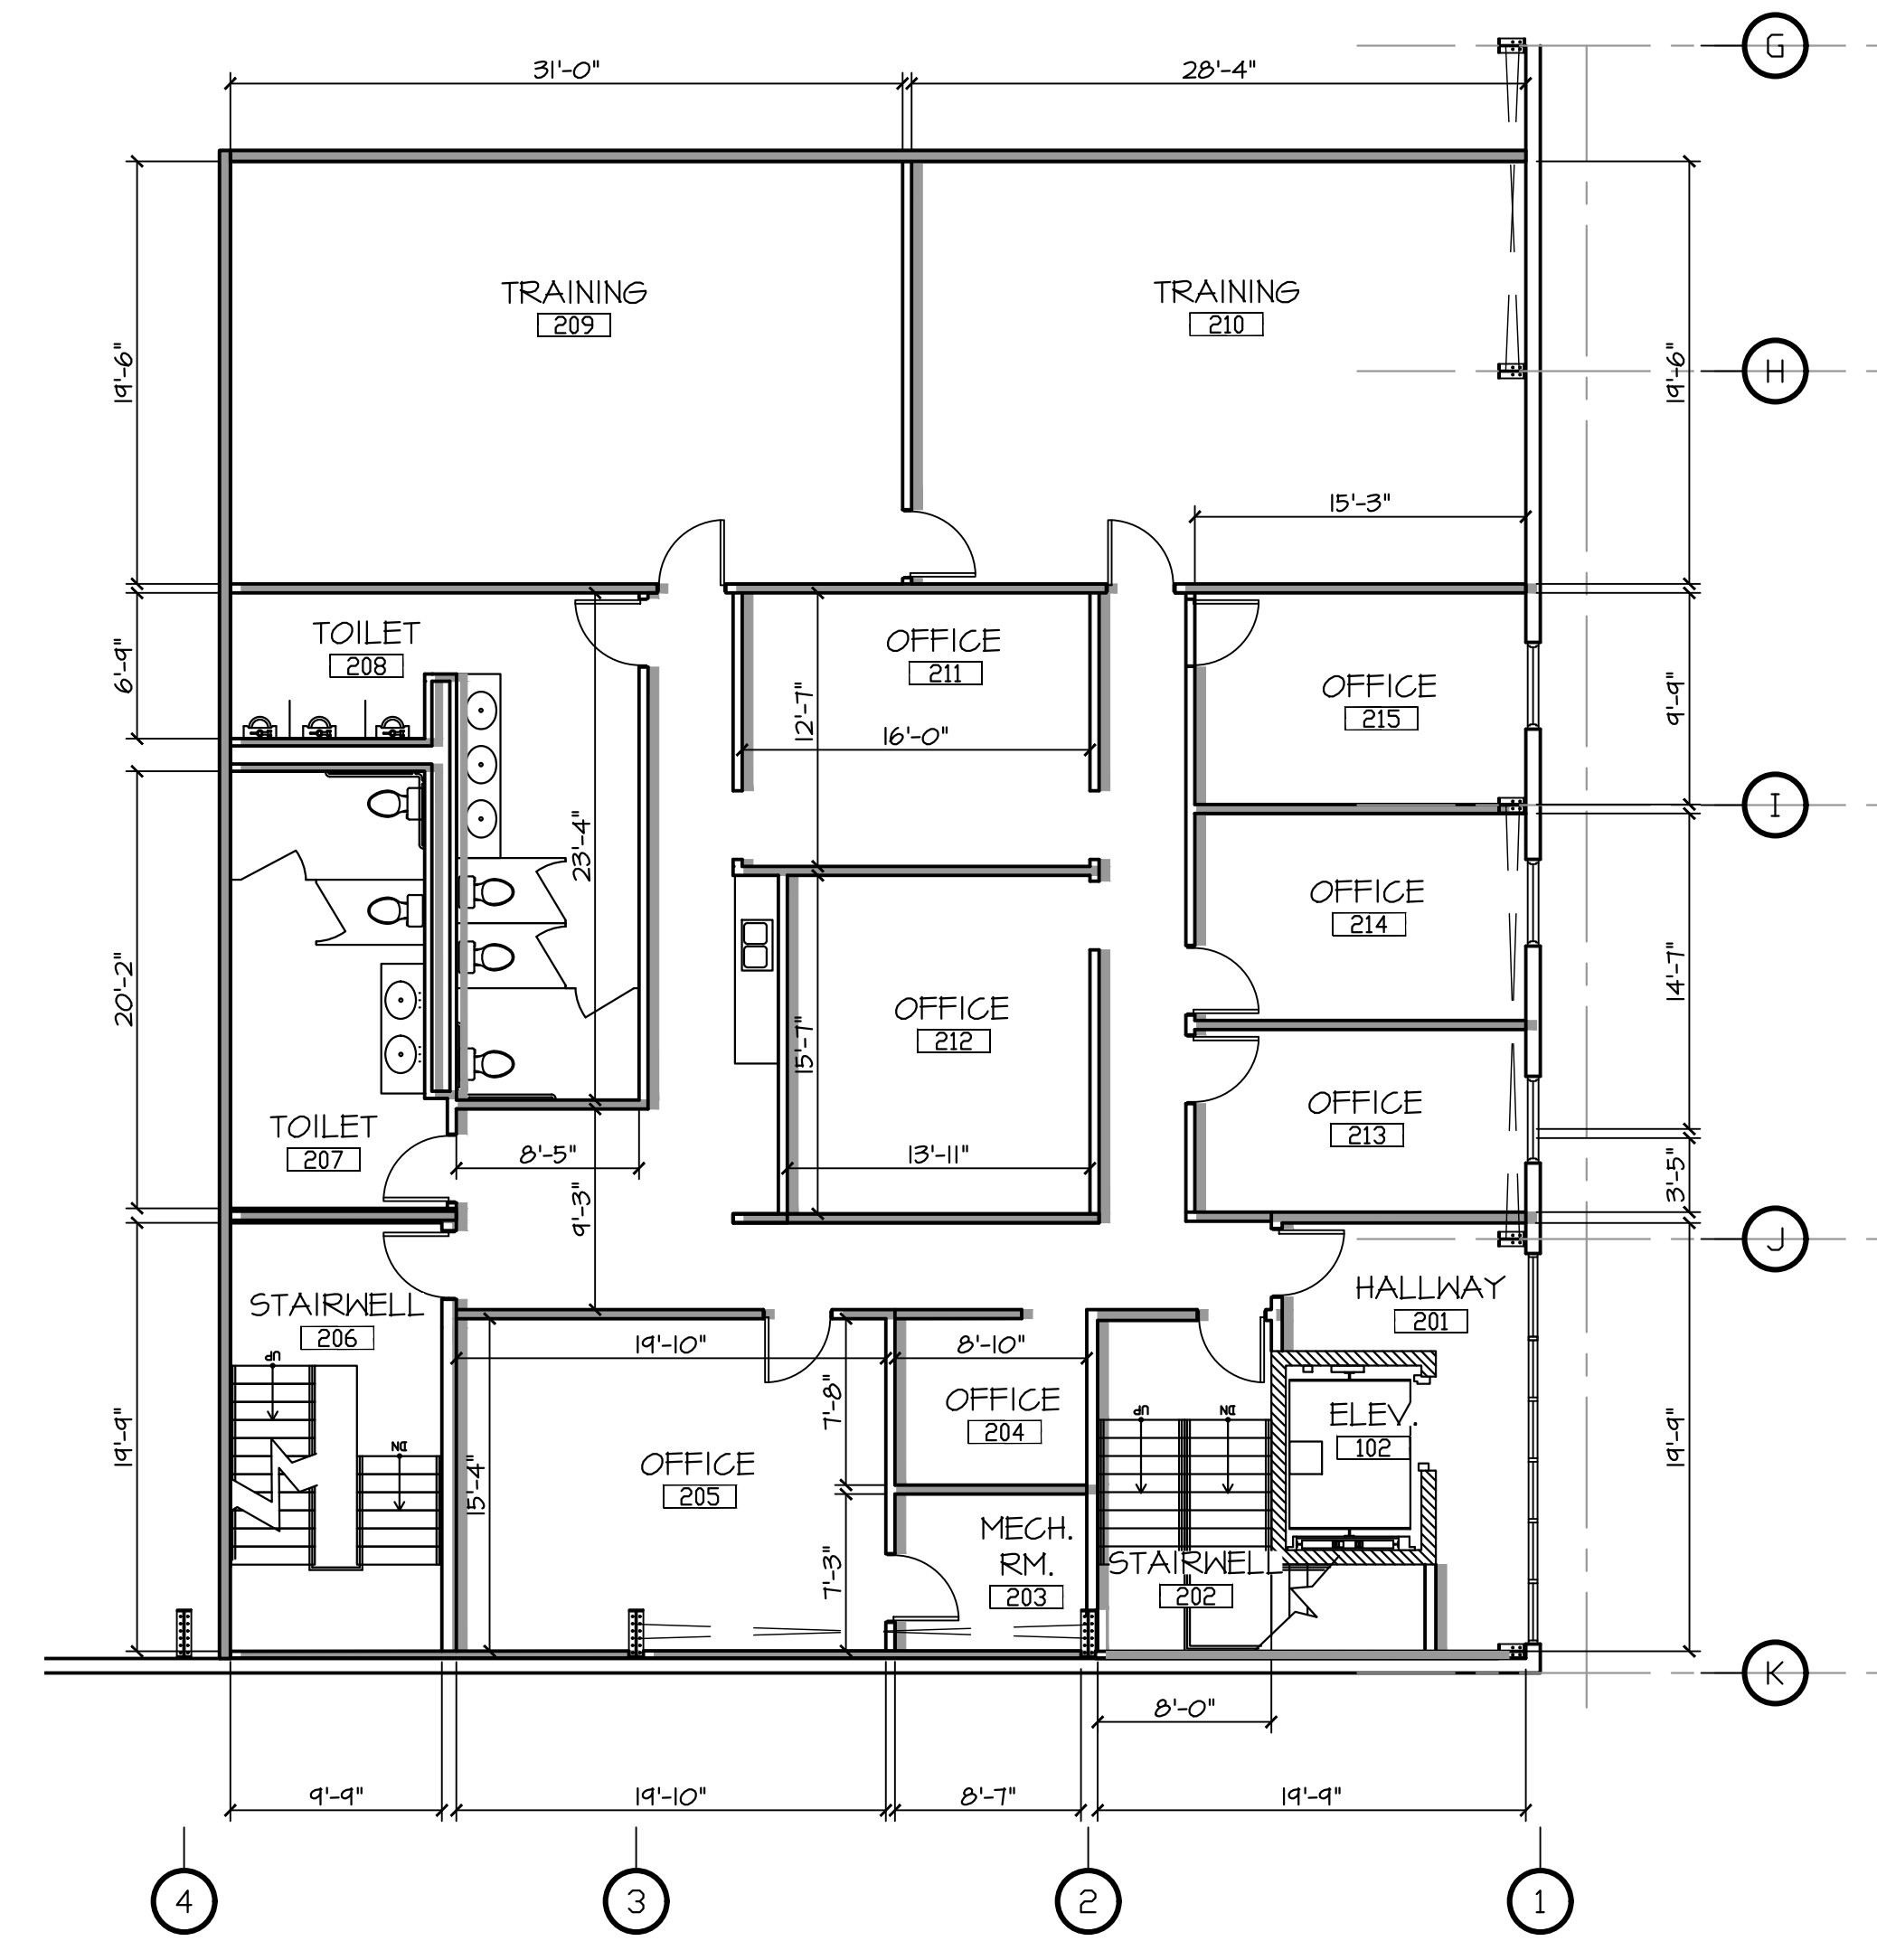 G
31'-0"
28'-4"
TRAINING
209
TRAINING
210
19'-6"
19'-6"
H
15'-3"
TOILET
208
OFFICE
211
6'-9"
12'-7"
16'-0"
OFFICE
215
9'-9"
I
23'-4"
OFFICE
214
20'-2"
14'-7"
OFFICE
212
15'-7"
OFFICE
213
TOILET
207
8'-5"
13'-11"
3'-5"
9'-3"
J
STAIRWELL
206
HALLWAY
201
UP
19'-10"
8'-10"
7'-8"
OFFICE
204
UP
DN
ELEV.
102
19'-9"
19'-9"
DN
OFFICE
205
15'-4"
MECH.
RM.
203
7'-3"
STAIRWELL
202
K
8'-0"
9'-9"
19'-10"
8'-7"
19'-9"
4
3
2
1